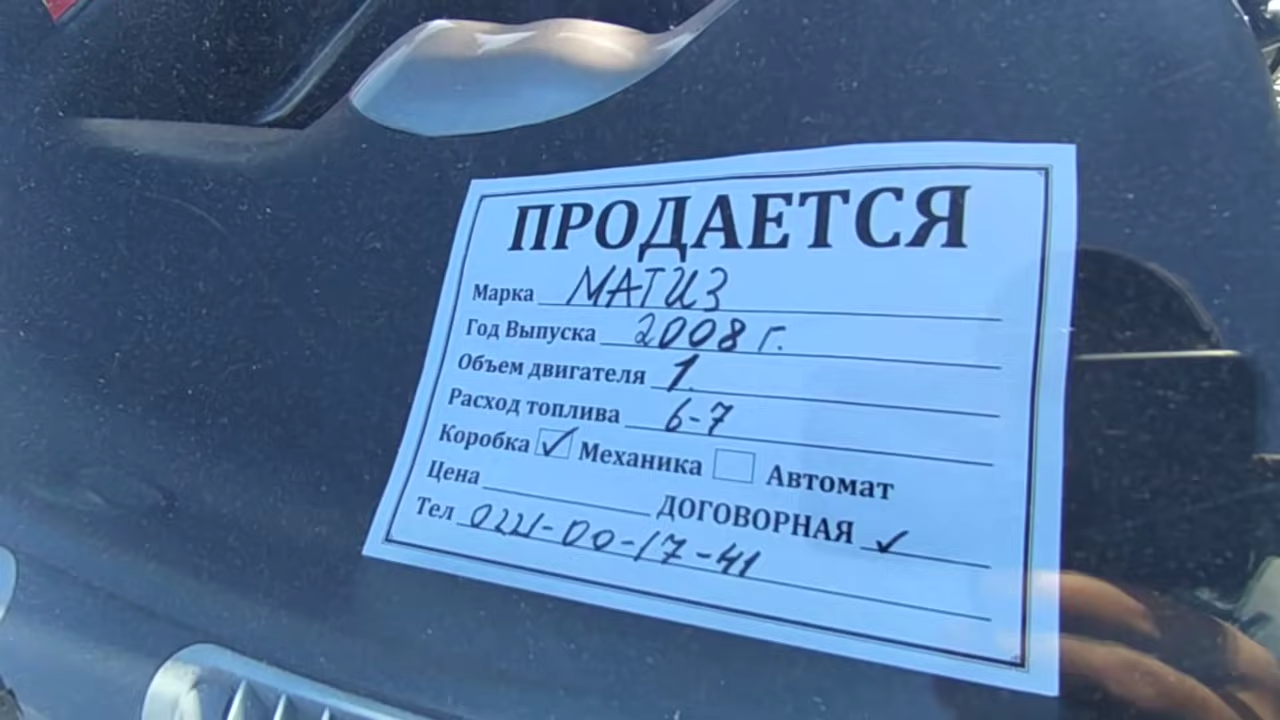 ПРОДАЕТСЯ
Марка МАТИЗ
Год Выпуска 2008 г.
Объем двигателя 1.
Расход топлива 6-7
Коробка ✓ Механика ☐ Автомат
Цена ДОГОВОРНАЯ ✓
Тел 0221-00-17-41